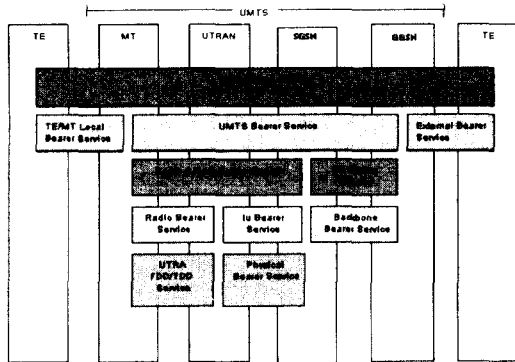 UMTS
TE MT UTRAN SGSN GGSN TE
TE/MT Local Bearer Service
UMTS Bearer Service
External Bearer Service
Radio Bearer Service
Iu Bearer Service
Backbone Bearer Service
UTRA FDD/TDD Service
Physical Bearer Service